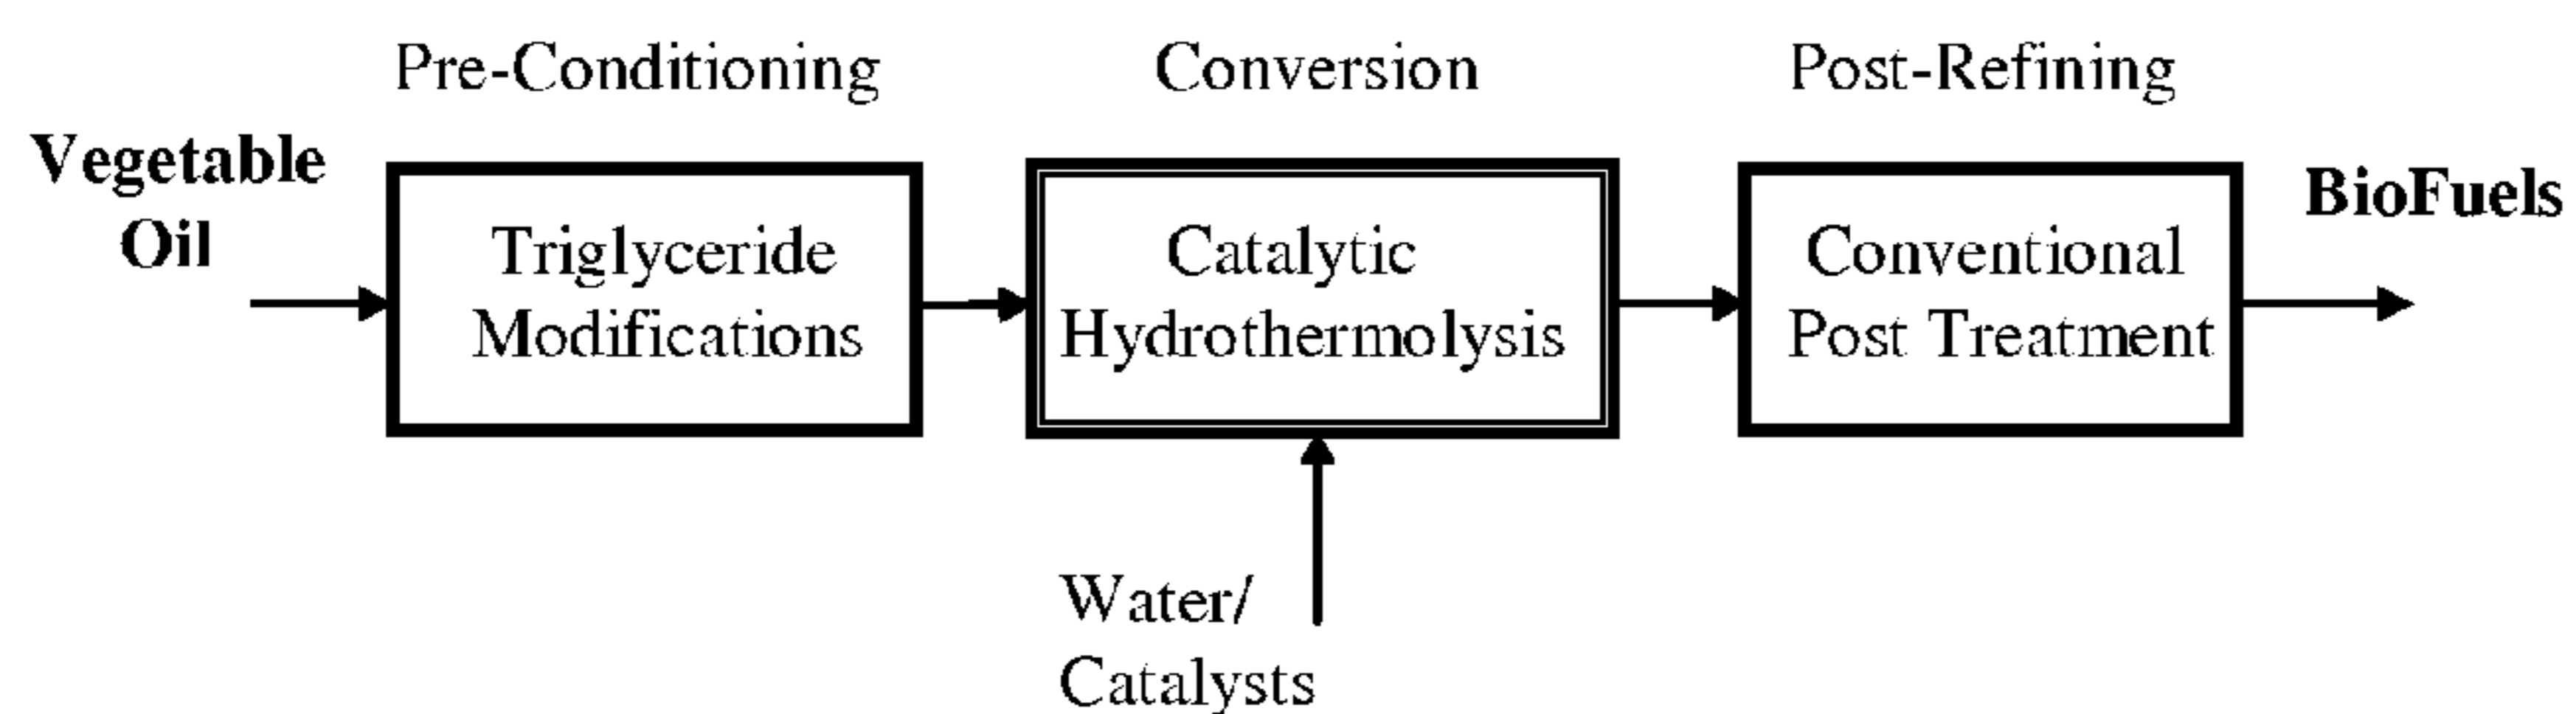 Pre-Conditioning
Conversion
Post-Refining
Vegetable
Oil
Triglyceride
Modifications
Catalytic
Hydrothermolysis
Conventional
Post Treatment
BioFuels
Water/
Catalysts